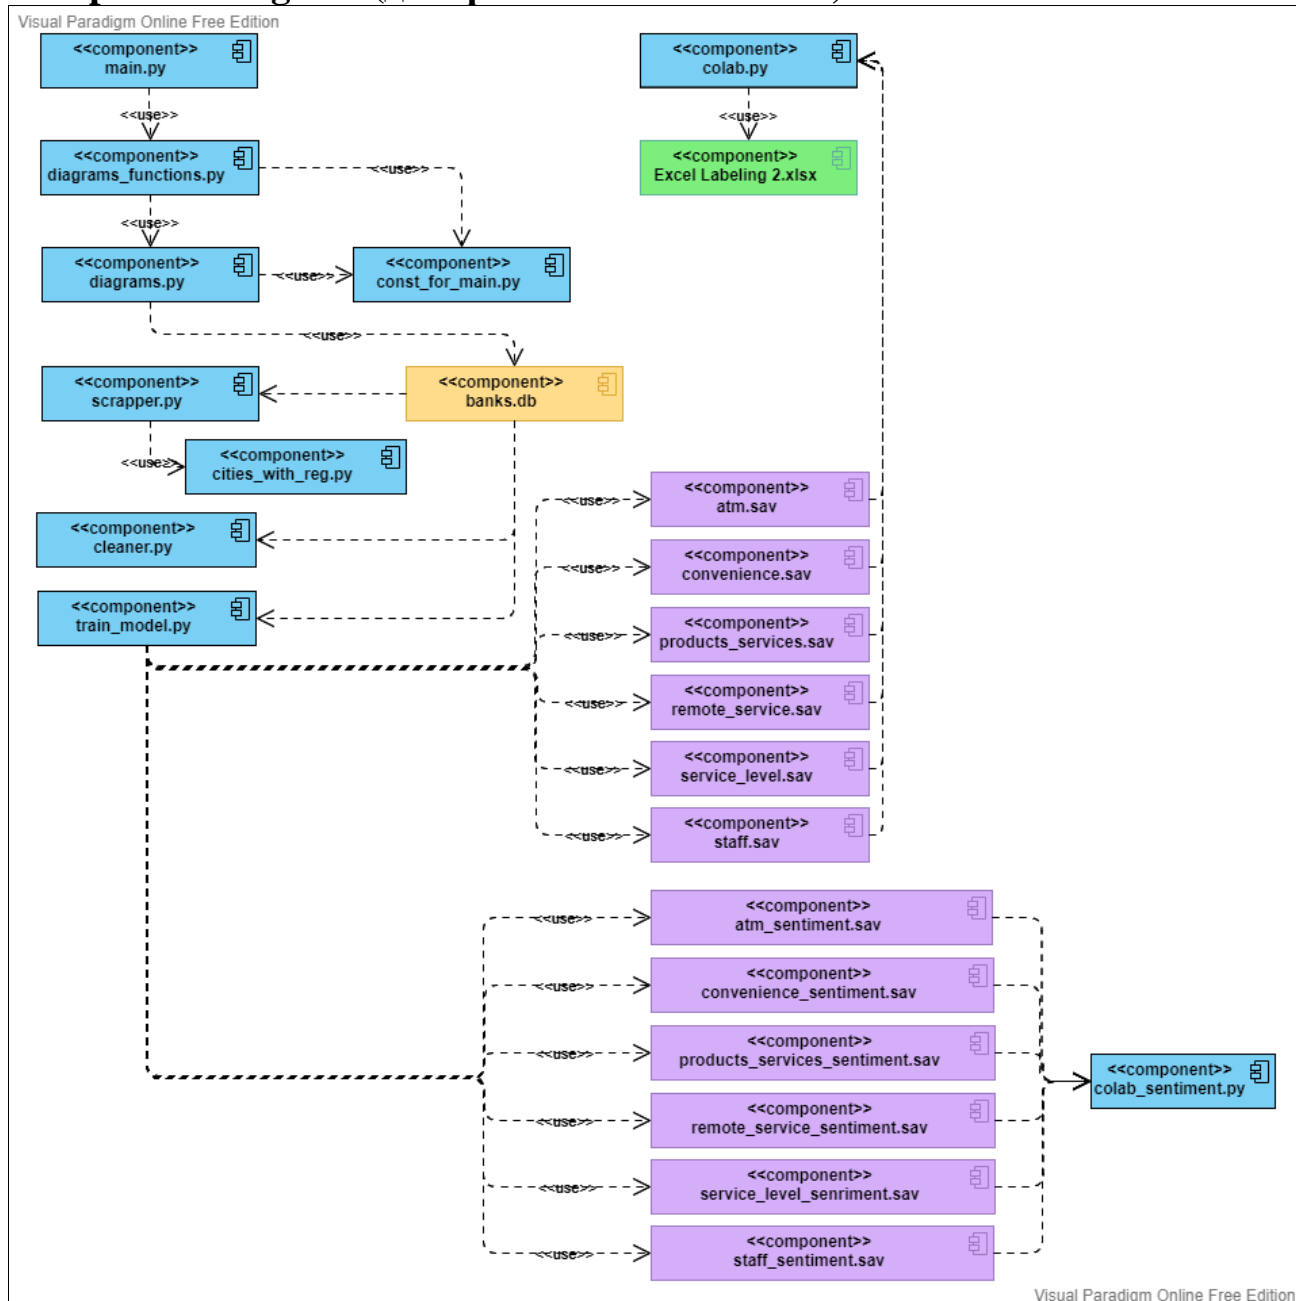 Visual Paradigm Online Free Edition
<<component>>
main.py
<<use>>
<<component>>
diagrams_functions.py
<<use>>
<<use>>
<<component>>
diagrams.py
<<use>>
<<component>>
const_for_main.py
<<use>>
<<component>>
scrapper.py
<<component>>
banks.db
<<use>>
<<component>>
cities_with_reg.py
<<component>>
cleaner.py
<<component>>
train_model.py
<<component>>
colab.py
<<use>>
<<component>>
Excel Labeling 2.xlsx
<<use>>
<<component>>
atm.sav
<<use>>
<<component>>
convenience.sav
<<use>>
<<component>>
products_services.sav
<<use>>
<<component>>
remote_service.sav
<<use>>
<<component>>
service_level.sav
<<use>>
<<component>>
staff.sav
<<use>>
<<component>>
atm_sentiment.sav
<<use>>
<<component>>
convenience_sentiment.sav
<<use>>
<<component>>
products_services_sentiment.sav
<<use>>
<<component>>
remote_service_sentiment.sav
<<use>>
<<component>>
service_level_senriment.sav
<<use>>
<<component>>
staff_sentiment.sav
<<component>>
colab_sentiment.py
Visual Paradigm Online Free Edition